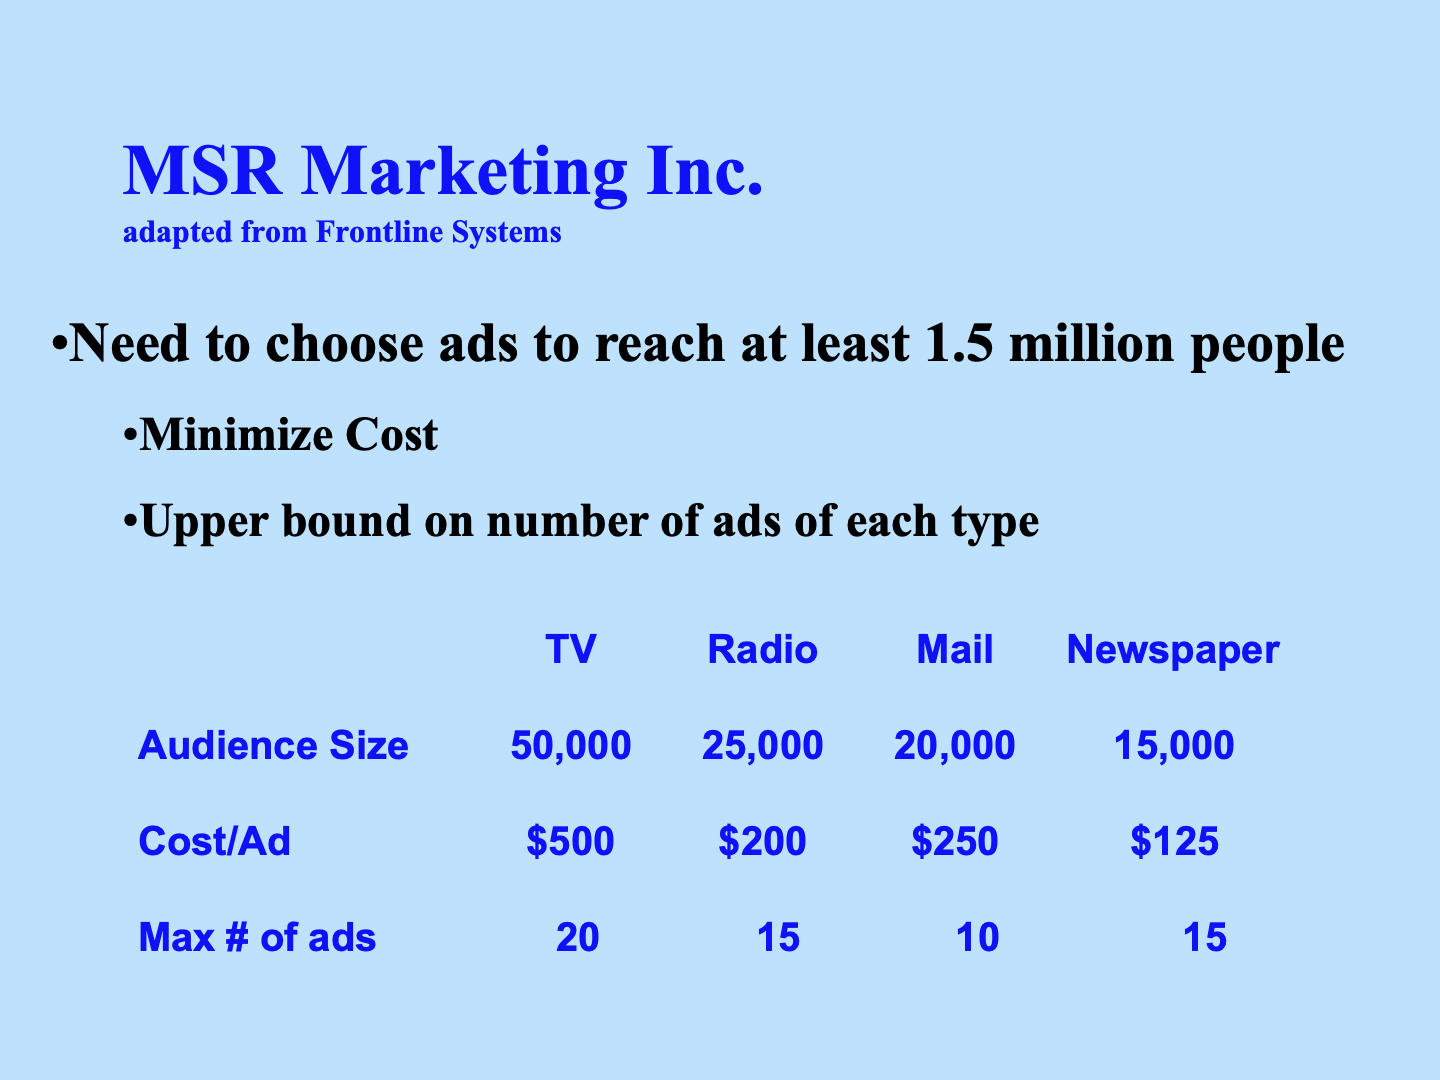 MSR Marketing Inc.
adapted from Frontline Systems
•Need to choose ads to reach at least 1.5 million people
•Minimize Cost
•Upper bound on number of ads of each type
TV Radio Mail Newspaper
Audience Size 50,000 25,000 20,000 15,000
Cost/Ad $500 $200 $250 $125
Max # of ads 20 15 10 15